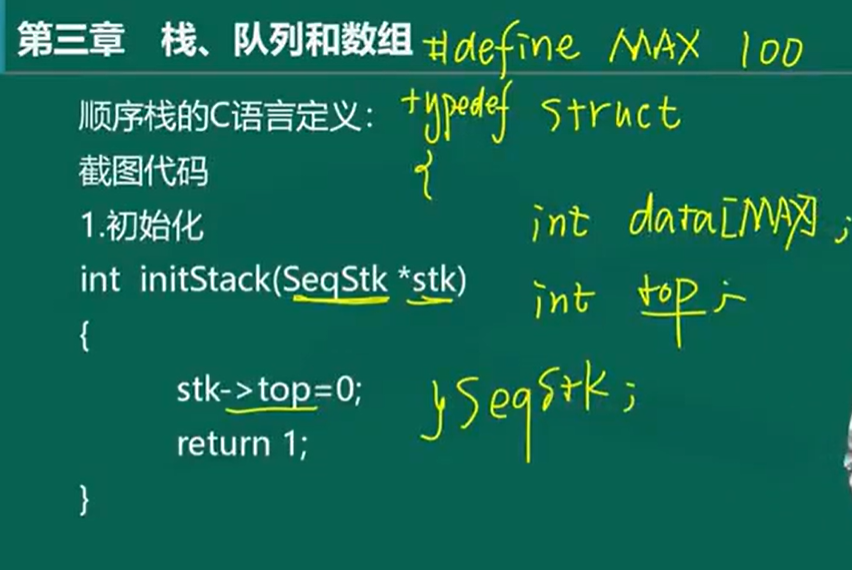 第三章 栈、队列和数组
#define MAX 100
顺序栈的C语言定义：
typedef struct
截图代码
{
1.初始化
int data[MAX];
int initStack(SeqStk *stk)
int top;
{
stk->top=0;
}SeqStk;
return 1;
}